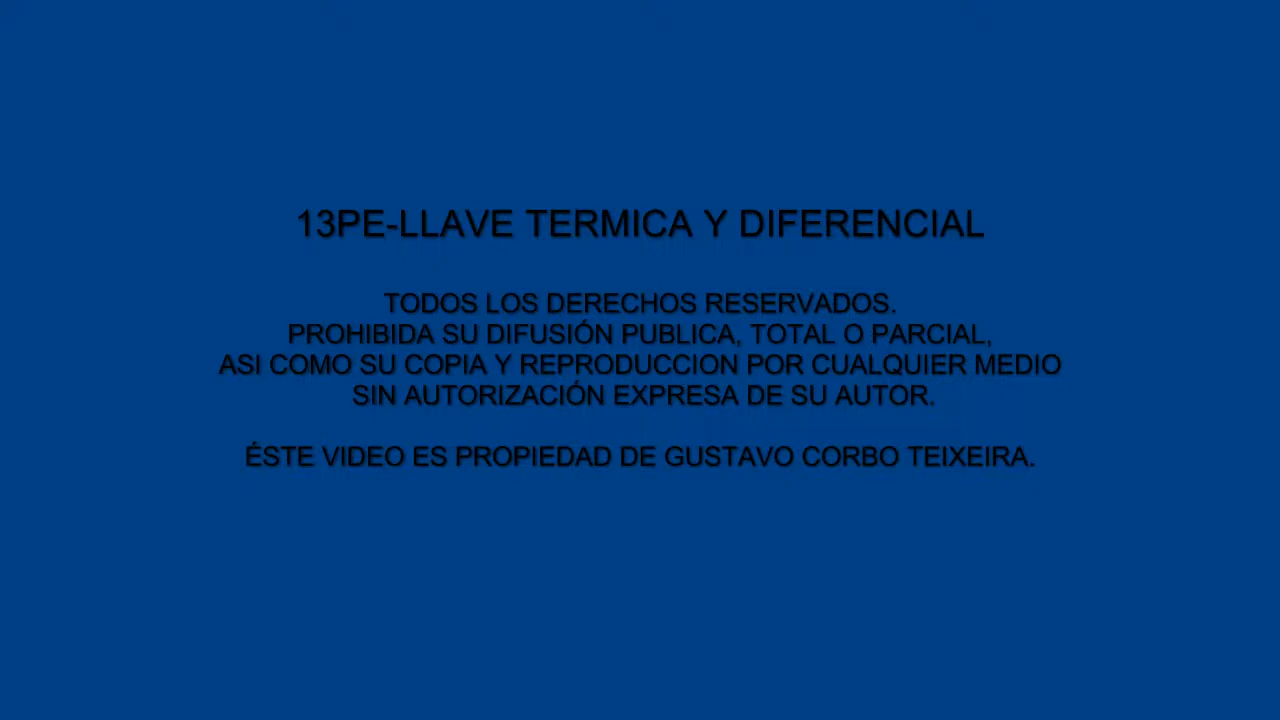 13PE-LLAVE TERMICA Y DIFERENCIAL
TODOS LOS DERECHOS RESERVADOS.
PROHIBIDA SU DIFUSIÓN PUBLICA, TOTAL O PARCIAL,
ASI COMO SU COPIA Y REPRODUCCION POR CUALQUIER MEDIO
SIN AUTORIZACIÓN EXPRESA DE SU AUTOR.
ÉSTE VIDEO ES PROPIEDAD DE GUSTAVO CORBO TEIXEIRA.